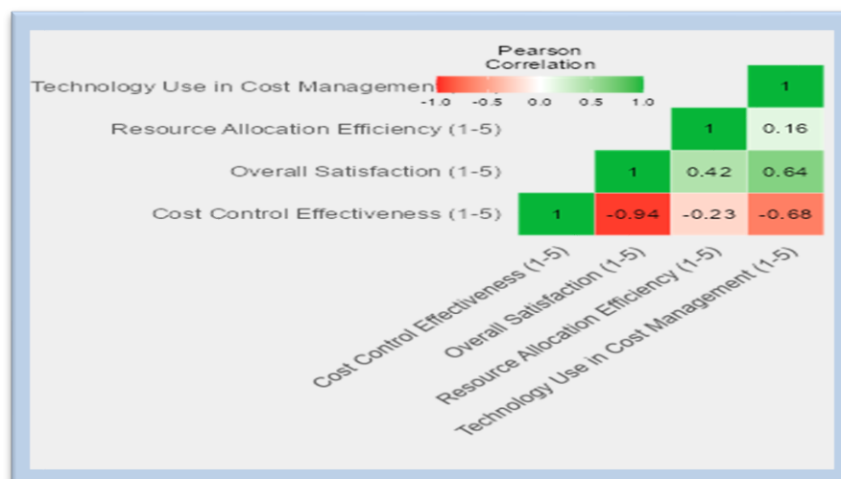 Pearson
Correlation
-1.0 -0.5 0.0 0.5 1.0
Technology Use in Cost Managemen
1
Resource Allocation Efficiency (1-5)
1 0.16
Overall Satisfaction (1-5)
1 0.42 0.64
Cost Control Effectiveness (1-5)
1 -0.94 -0.23 -0.68
Cost Control Effectiveness (1-5)
Overall Satisfaction (1-5)
Resource Allocation Efficiency (1-5)
Technology Use in Cost Management (1-5)